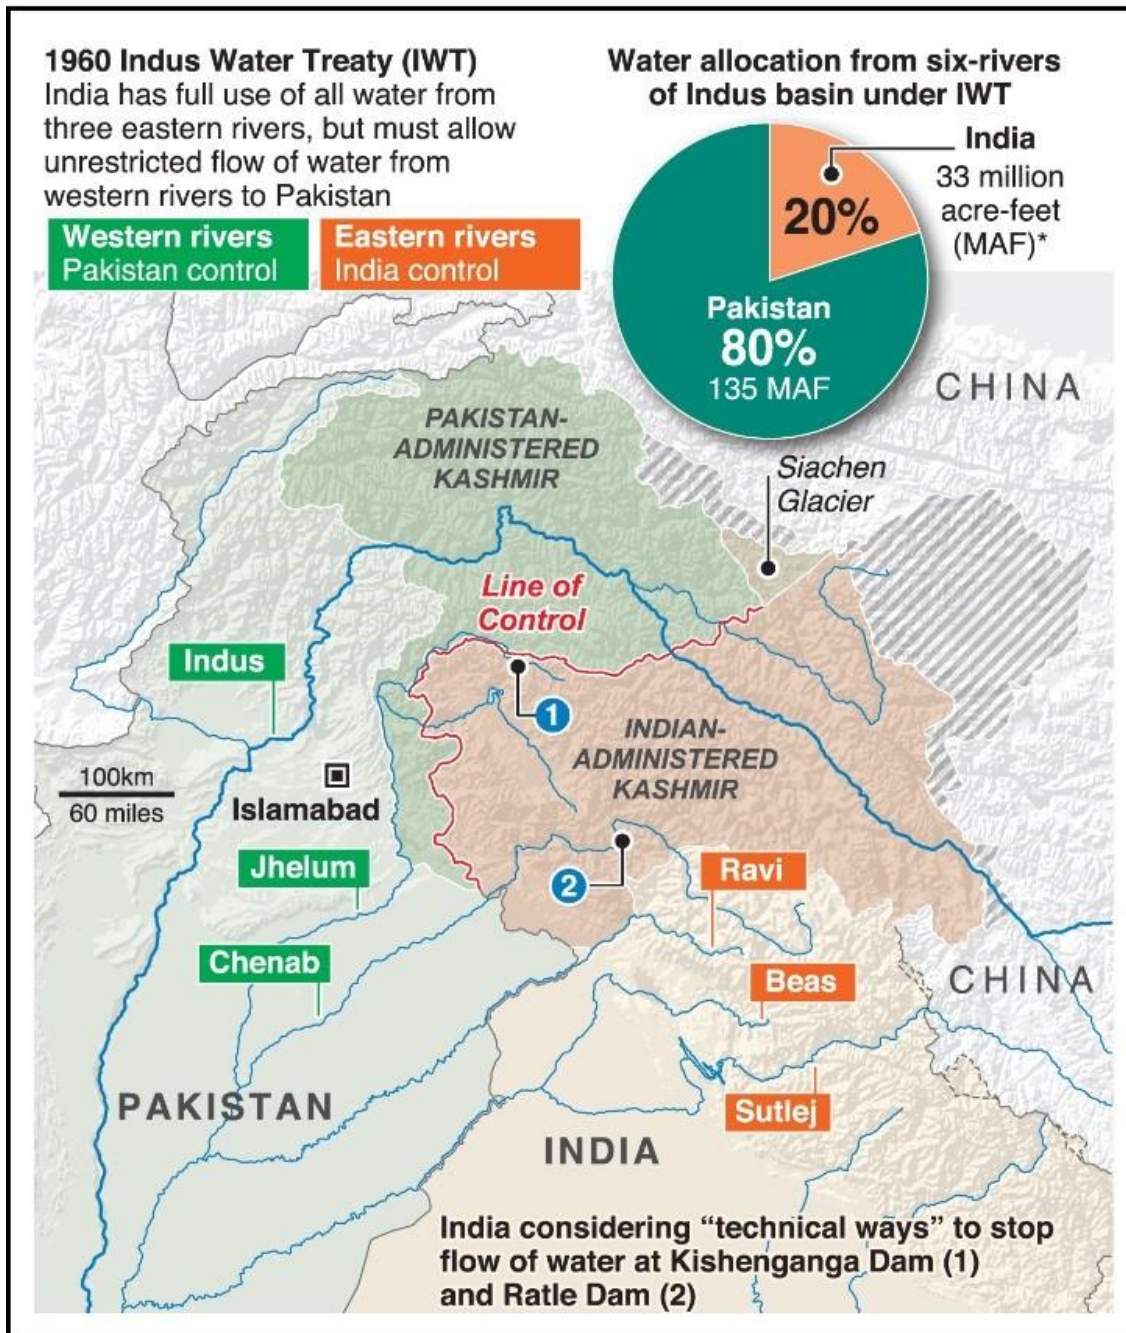 1960 Indus Water Treaty (IWT)
India has full use of all water from
three eastern rivers, but must allow
unrestricted flow of water from
western rivers to Pakistan
Western rivers
Pakistan control
Eastern rivers
India control
Water allocation from six-rivers
of Indus basin under IWT
India
33 million
acre-feet
(MAF)*
20%
Pakistan
80%
135 MAF
CHINA
PAKISTAN-
ADMINISTERED
KASHMIR
Siachen
Glacier
Line of
Control
Indus
1
INDIAN-
ADMINISTERED
KASHMIR
100km
60 miles
Islamabad
Jhelum
2
Ravi
Chenab
Beas
CHINA
PAKISTAN
Sutlej
INDIA
India considering “technical ways” to stop
flow of water at Kishenganga Dam (1)
and Ratle Dam (2)